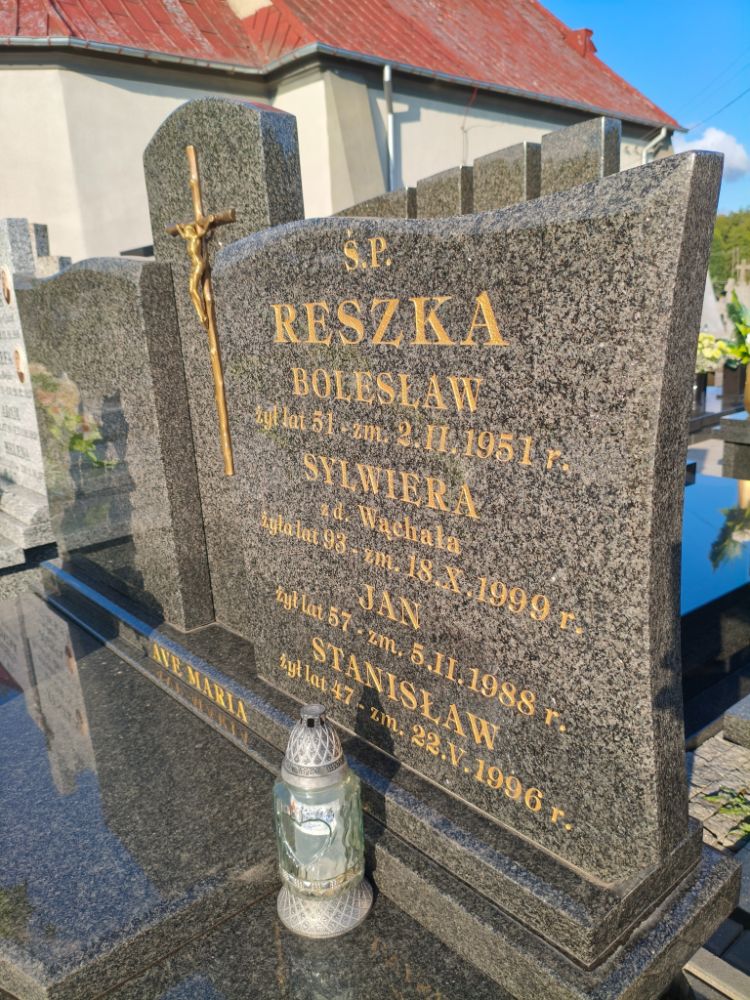 Ś.P.
RESZKA
BOLESŁAW
żył lat 51 - zm. 2.II.1951 r.
SYLWIERA
z d. Wąchała
żyła lat 93 - zm. 18.X.1999 r.
JAN
żył lat 57 - zm. 5.II.1988 r.
STANISŁAW
żył lat 47 - zm. 22.V.1996 r.
AVE MARIA